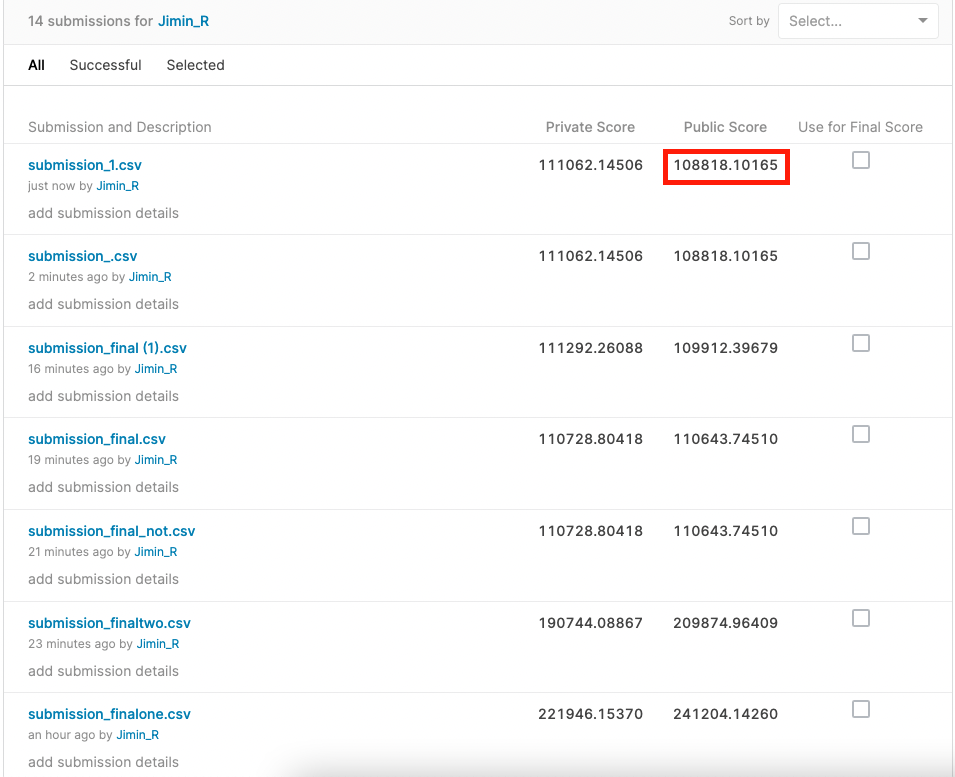 14 submissions for Jimin_R
Sort by Select...
All Successful Selected
Submission and Description Private Score Public Score Use for Final Score
submission_1.csv 111062.14506 108818.10165
just now by Jimin_R
add submission details
submission_.csv 111062.14506 108818.10165
2 minutes ago by Jimin_R
add submission details
submission_final (1).csv 111292.26088 109912.39679
16 minutes ago by Jimin_R
add submission details
submission_final.csv 110728.80418 110643.74510
19 minutes ago by Jimin_R
add submission details
submission_final_not.csv 110728.80418 110643.74510
21 minutes ago by Jimin_R
add submission details
submission_finaltwo.csv 190744.08867 209874.96409
23 minutes ago by Jimin_R
add submission details
submission_finalone.csv 221946.15370 241204.14260
an hour ago by Jimin_R
add submission details